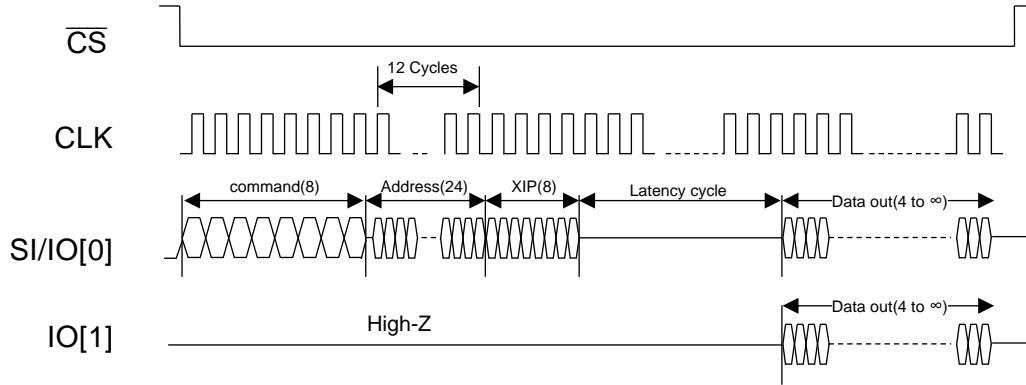 CS
12 Cycles
CLK
command(8)
Address(24)
XIP(8)
Latency cycle
Data out(4 to ∞)
SI/IO[0]
Data out(4 to ∞)
High-Z
IO[1]